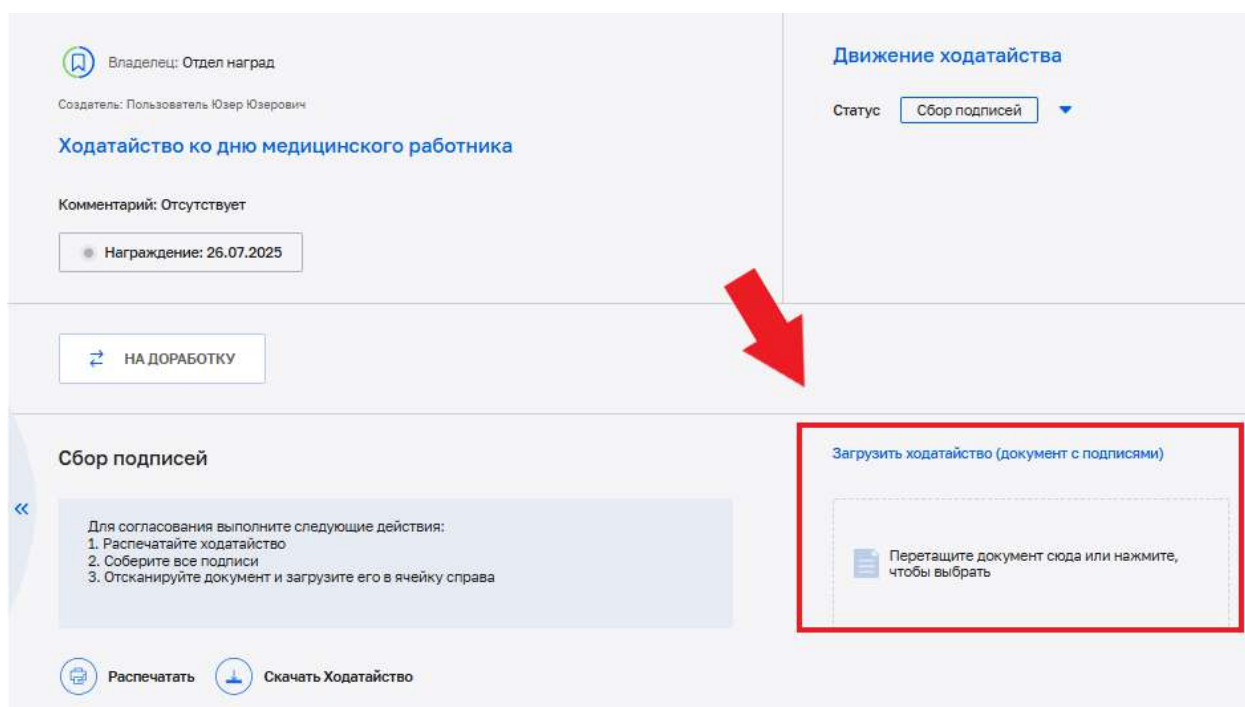 Владелец: Отдел наград
Создатель: Пользователь Юзер Юзерович
Ходатайство ко дню медицинского работника
Комментарий: Отсутствует
Награждение: 26.07.2025
Движение ходатайства
Статус Сбор подписей
НА ДОРАБОТКУ
Сбор подписей
Для согласования выполните следующие действия:
1. Распечатайте ходатайство
2. Соберите все подписи
3. Отсканируйте документ и загрузите его в ячейку справа
Распечатать Скачать Ходатайство
Загрузить ходатайство (документ с подписями)
Перетащите документ сюда или нажмите,
чтобы выбрать